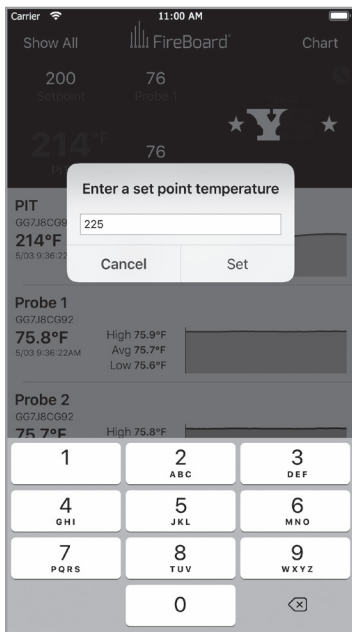 Carrier 11:00 AM
Show All FireBoard Chart
200 76
Setpoint Probe 1
214°F 76
Y
Enter a set point temperature
225
Cancel Set
PIT
GG7J8CG9
214°F
5/03 9:36:22
Probe 1
GG7J8CG92
75.8°F
5/03 9:36:22AM
High 75.9°F
Avg 75.7°F
Low 75.6°F
Probe 2
GG7J8CG92
75.7°F
High 75.8°F
1 2 3
ABC DEF
4 5 6
GHI JKL MNO
7 8 9
PQRS TUV WXYZ
0